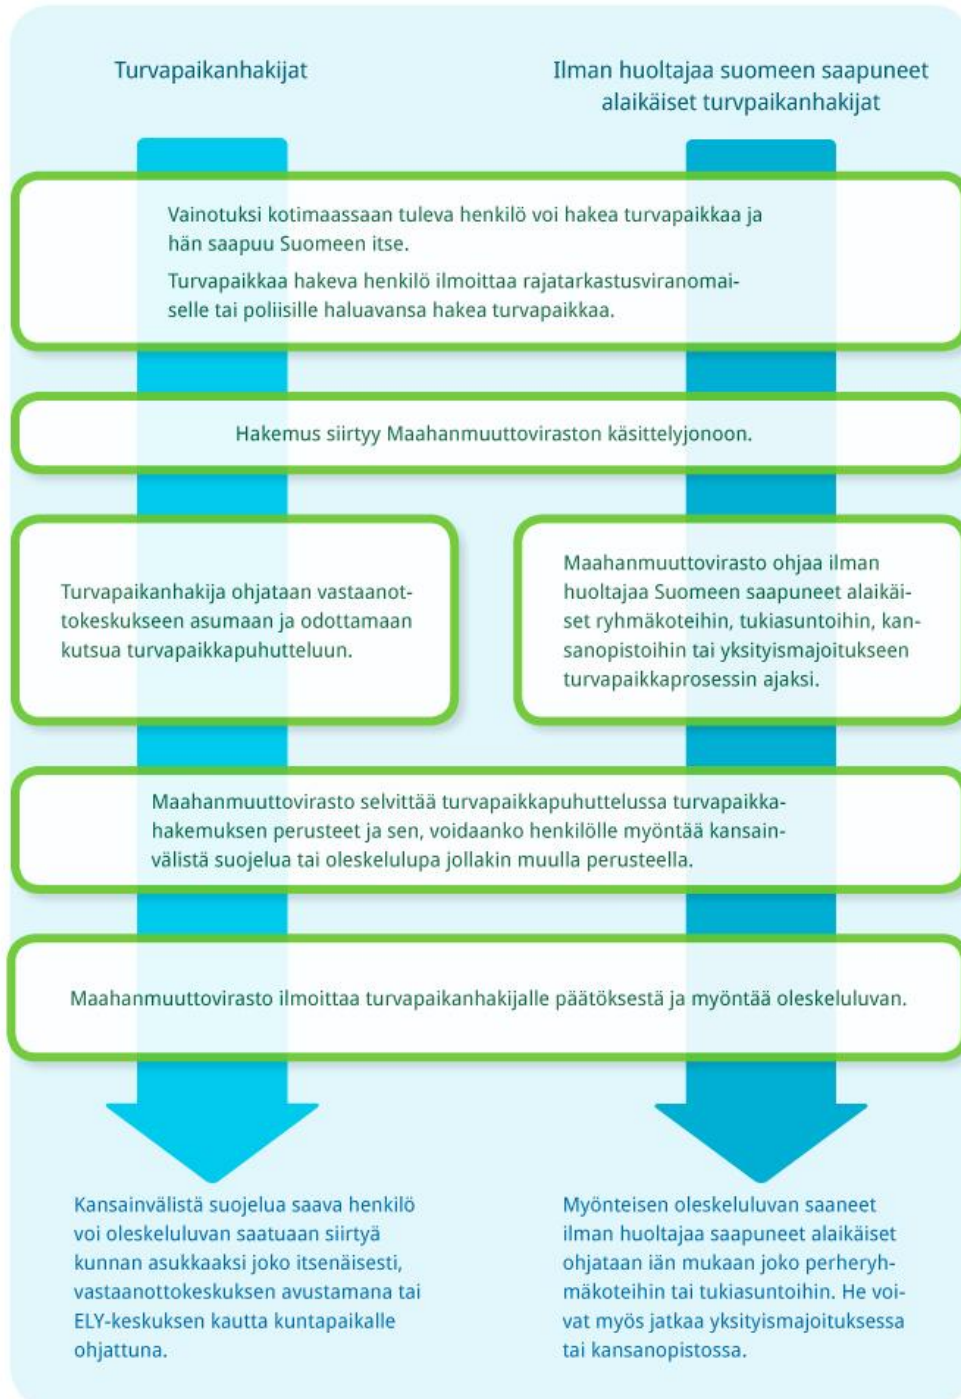 Turvapaikanhakijat
Ilman huoltajaa suomeen saapuneet
alaikäiset turvpaikanhakijat
Vainotuksi kotimaassaan tuleva henkilö voi hakea turvapaikkaa ja
hän saapuu Suomeen itse.
Turvapaikkaa hakeva henkilö ilmoittaa rajatarkastusviranomai-
selle tai poliisille haluavansa hakea turvapaikkaa.
Hakemus siirtyy Maahanmuuttoviraston käsittelyjonoon.
Turvapaikanhakija ohjataan vastaanot-
tokeskukseen asumaan ja odottamaan
kutsua turvapaikkapuhutteluun.
Maahanmuuttovirasto ohjaa ilman
huoltajaa Suomeen saapuneet alaikäi-
set ryhmäkoteihin, tukiasuntoihin, kan-
sanopistoihin tai yksityismajoitukseen
turvapaikkaprosessin ajaksi.
Maahanmuuttovirasto selvittää turvapaikkapuhuttelussa turvapaikka-
hakemuksen perusteet ja sen, voidaanko henkilölle myöntää kansain-
välistä suojelua tai oleskelulupa jollakin muulla perusteella.
Maahanmuuttovirasto ilmoittaa turvapaikanhakijalle päätöksestä ja myöntää oleskeluluvan.
Kansainvälistä suojelua saava henkilö
voi oleskeluluvan saatuaan siirtyä
kunnan asukkaaksi joko itsenäisesti,
vastaanottokeskuksen avustamana tai
ELY-keskuksen kautta kuntapaikalle
ohjattuna.
Myönteisen oleskeluluvan saaneet
ilman huoltajaa saapuneet alaikäiset
ohjataan iän mukaan joko perheryh-
mäkoteihin tai tukiasuntoihin. He voi-
vat myös jatkaa yksityismajoituksessa
tai kansanopistossa.